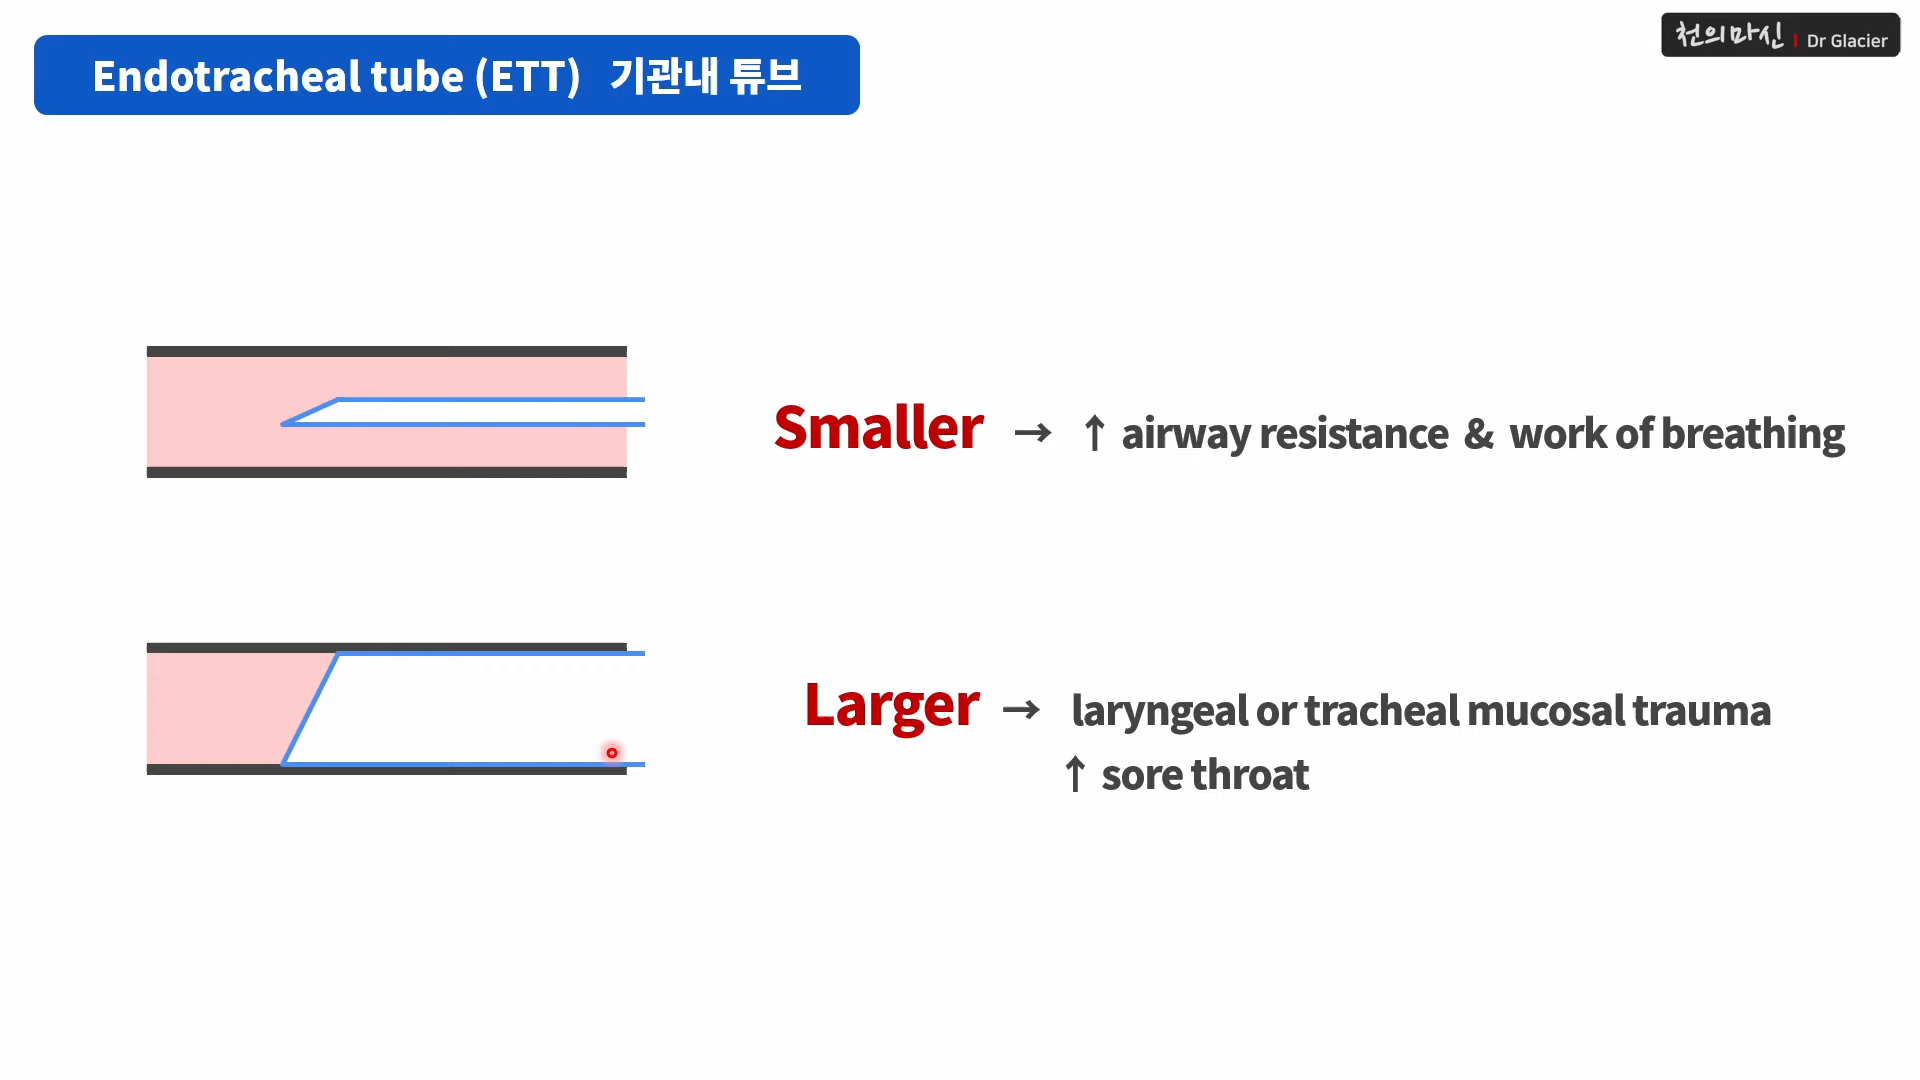 Endotracheal tube (ETT) 기관내 튜브
천의마신 | Dr Glacier
Smaller → ↑ airway resistance & work of breathing
Larger → laryngeal or tracheal mucosal trauma
↑ sore throat